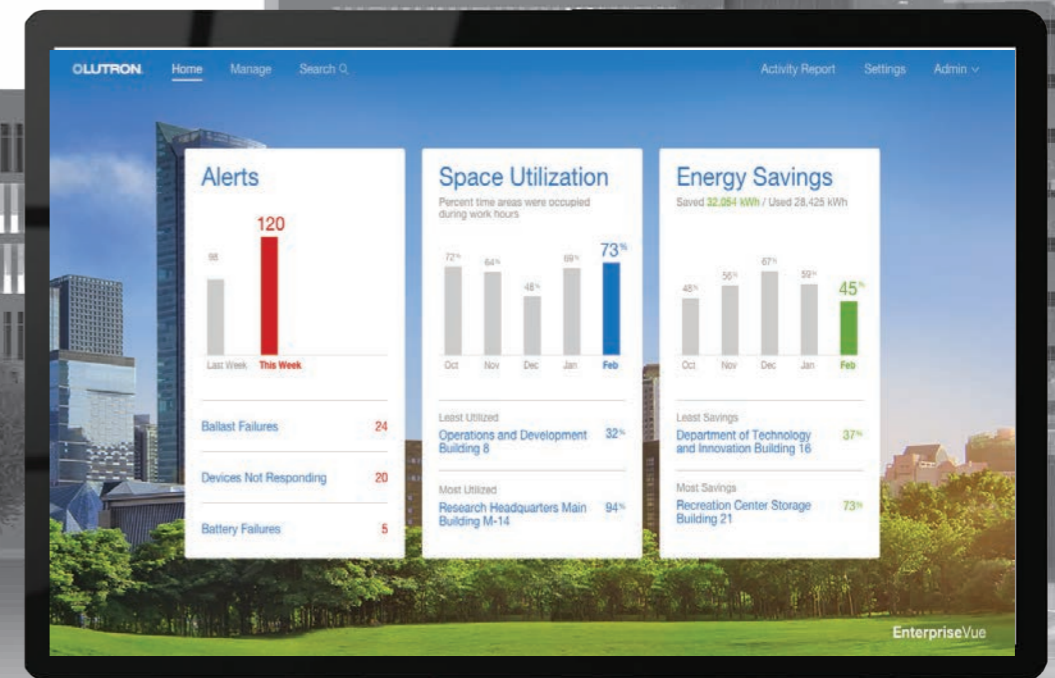 LUTRON
Home
Manage
Search
Activity Report
Settings
Admin
Alerts
120
Last Week
This Week
Ballast Failures 24
Devices Not Responding 20
Battery Failures 5
Space Utilization
Percent time areas were occupied
during work hours
72% 64% 48% 69% 73%
Oct Nov Dec Jan Feb
Least Utilized
Operations and Development 32%
Building 8
Most Utilized
Research Headquarters Main 94%
Building M-14
Energy Savings
Saved 32,054 kWh / Used 28,425 kWh
48% 56% 67% 59% 45%
Oct Nov Dec Jan Feb
Least Savings
Department of Technology 37%
and Innovation Building 16
Most Savings
Recreation Center Storage 73%
Building 21
EnterpriseVue